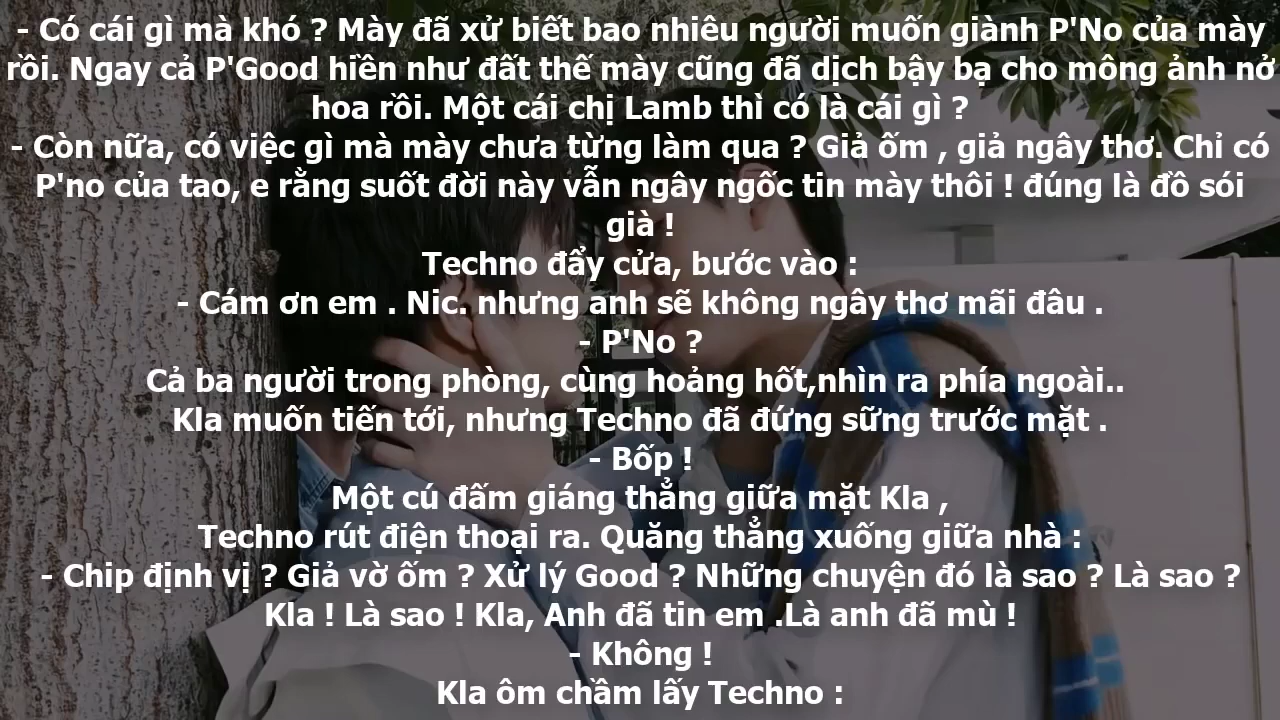 - Có cái gì mà khó ? Mày đã xử biết bao nhiêu người muốn giành P'No của mày
rồi. Ngay cả P'Good hiền như đất thế mày cũng đã dịch bậy bạ cho mông ảnh nở
hoa rồi. Một cái chị Lamb thì có là cái gì ?
- Còn nữa, có việc gì mà mày chưa từng làm qua ? Giả ốm , giả ngây thơ. Chỉ có
P'no của tao, e rằng suốt đời này vẫn ngây ngốc tin mày thôi ! đúng là đồ sói
già !
Techno đẩy cửa, bước vào :
- Cám ơn em . Nic. nhưng anh sẽ không ngây thơ mãi đâu .
- P'No ?
Cả ba người trong phòng, cùng hoảng hốt,nhìn ra phía ngoài..
Kla muốn tiến tới, nhưng Techno đã đứng sững trước mặt .
- Bốp !
Một cú đấm giáng thẳng giữa mặt Kla ,
Techno rút điện thoại ra. Quăng thẳng xuống giữa nhà :
- Chip định vị ? Giả vờ ốm ? Xử lý Good ? Những chuyện đó là sao ? Là sao ?
Kla ! Là sao ! Kla, Anh đã tin em .Là anh đã mù !
- Không !
Kla ôm chầm lấy Techno :